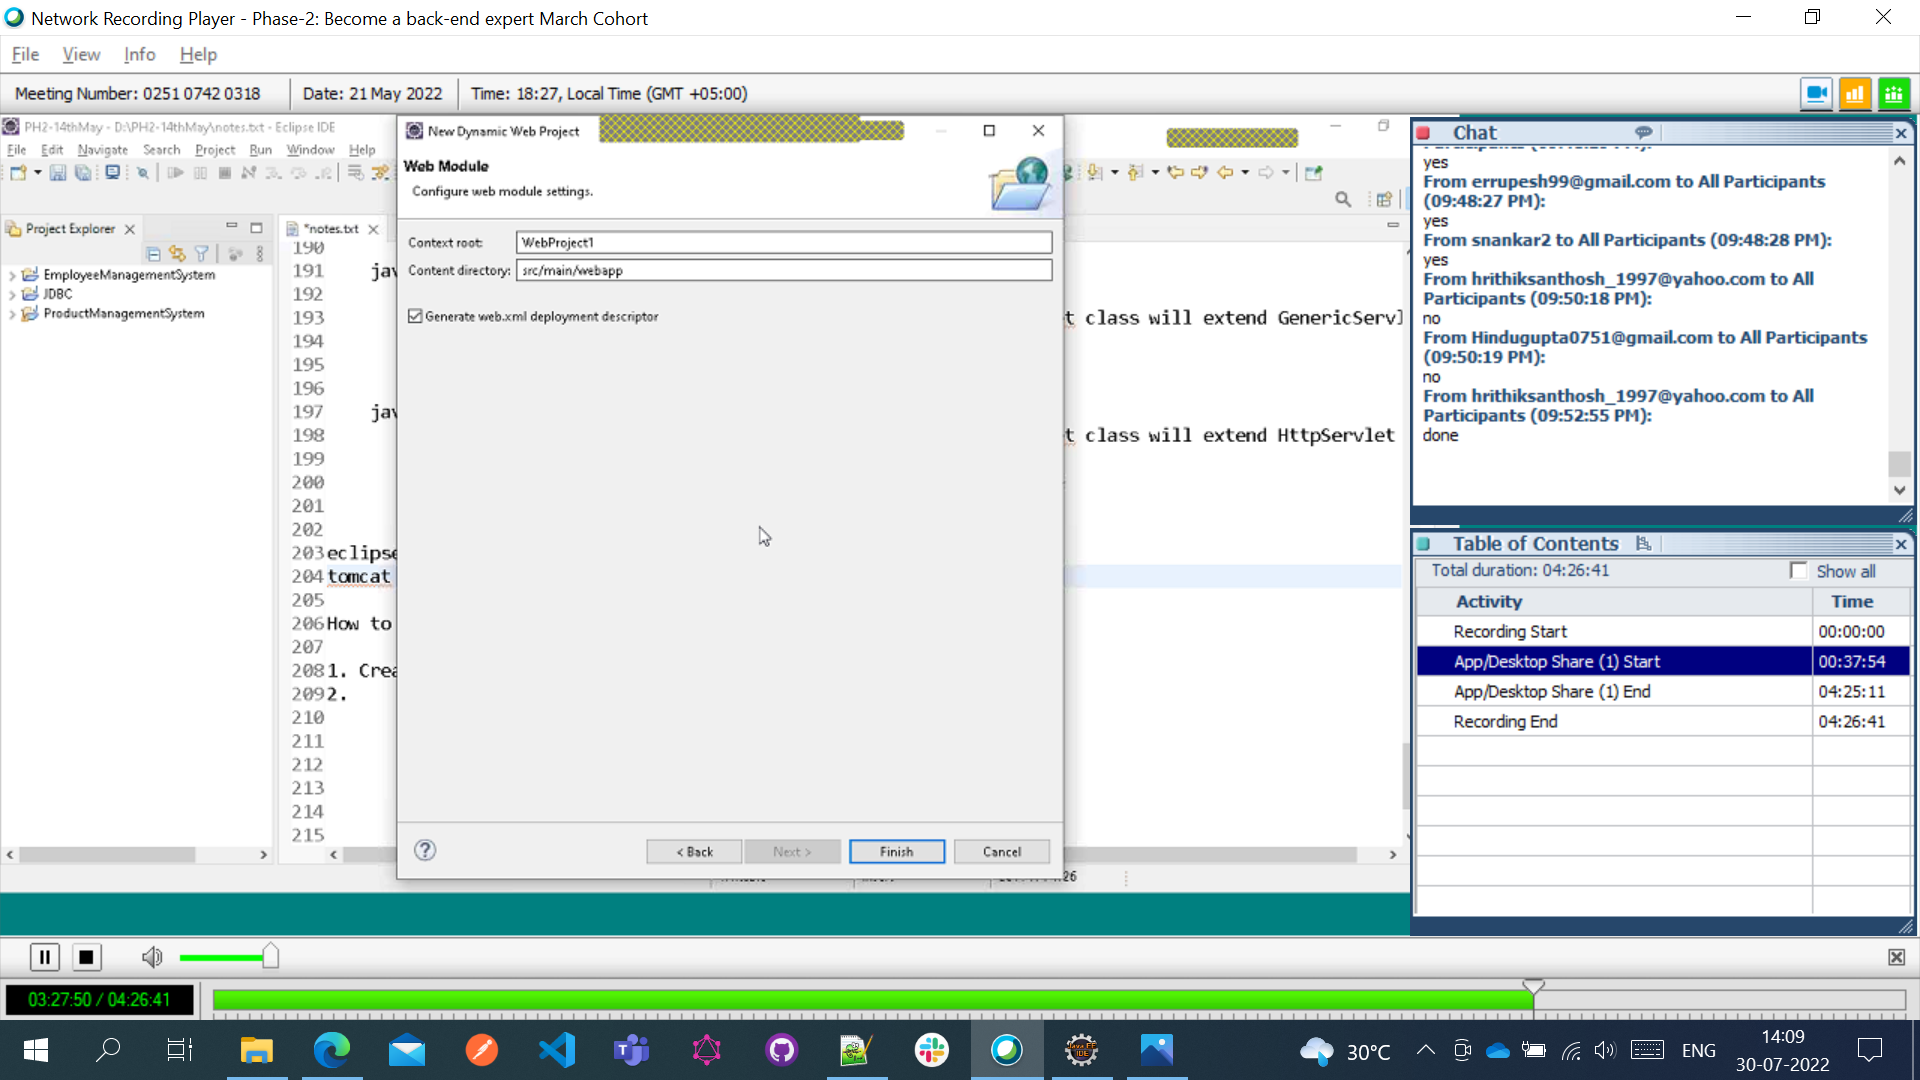 Network Recording Player - Phase-2: Become a back-end expert March Cohort
File View Info Help
Meeting Number: 0251 0742 0318 Date: 21 May 2022 Time: 18:27, Local Time (GMT +05:00)
PH2-14thMay - D:\PH2-14thMay\notes.txt - Eclipse IDE
File Edit Navigate Search Project Run Window Help
Project Explorer
EmployeeManagementSystem
JDBC
ProductManagementSystem
*notes.txt
190
191 jav
192
193 t class will extend GenericServl
194
195
196
197 jav
198 t class will extend HttpServlet
199
200
201
202
203 eclipse
204 tomcat
205
206 How to
207
208 1. Crea
209 2.
210
211
212
213
214
215
New Dynamic Web Project
Web Module
Configure web module settings.
Context root: WebProject1
Content directory: src/main/webapp
Generate web.xml deployment descriptor
< Back Next > Finish Cancel
Chat
yes
From errupesh99@gmail.com to All Participants
(09:48:27 PM):
yes
From snankar2 to All Participants (09:48:28 PM):
yes
From hrithiksanthosh_1997@yahoo.com to All
Participants (09:50:18 PM):
no
From Hindugupta0751@gmail.com to All Participants
(09:50:19 PM):
no
From hrithiksanthosh_1997@yahoo.com to All
Participants (09:52:55 PM):
done
Table of Contents
Total duration: 04:26:41 Show all
Activity Time
Recording Start 00:00:00
App/Desktop Share (1) Start 00:37:54
App/Desktop Share (1) End 04:25:11
Recording End 04:26:41
03:27:50 / 04:26:41
30°C ENG 14:09
30-07-2022